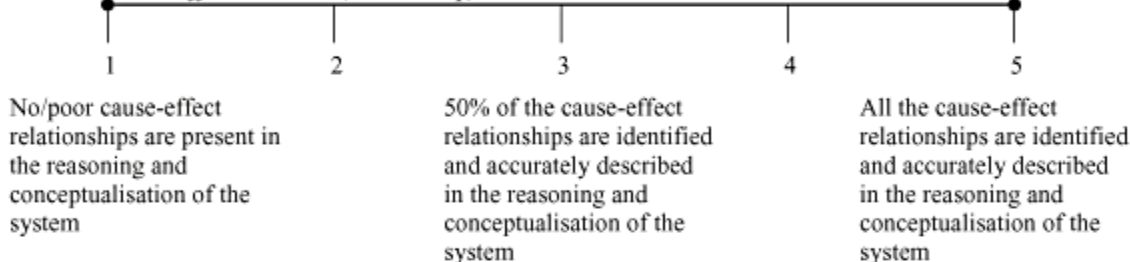 1 2 3 4 5
No/poor cause-effect
relationships are present in
the reasoning and
conceptualisation of the
system
50% of the cause-effect
relationships are identified
and accurately described
in the reasoning and
conceptualisation of the
system
All the cause-effect
relationships are identified
and accurately described
in the reasoning and
conceptualisation of the
system